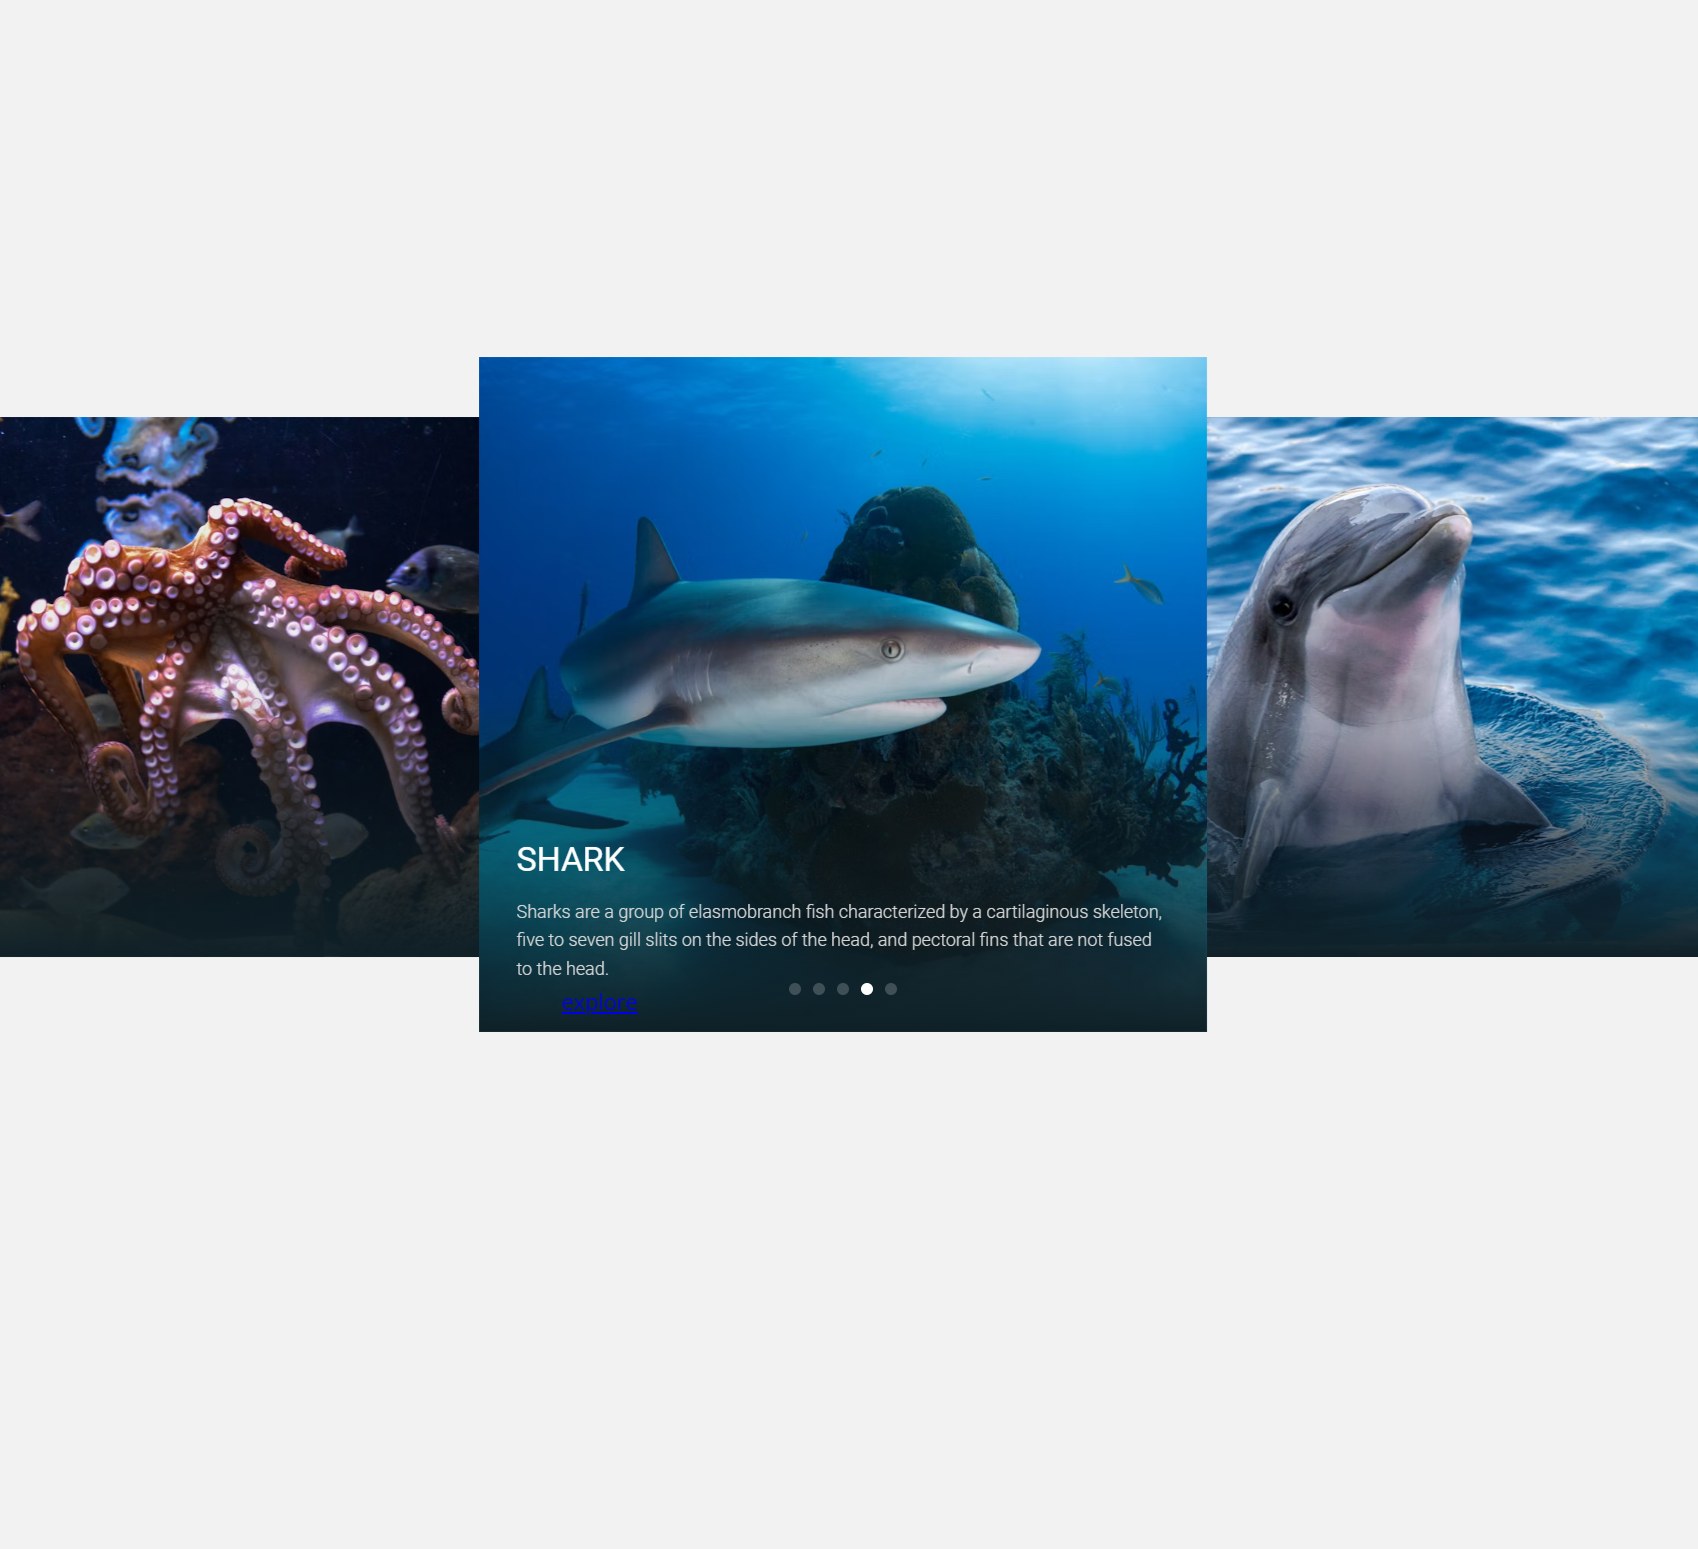 SHARK
Sharks are a group of elasmobranch fish characterized by a cartilaginous skeleton,
five to seven gill slits on the sides of the head, and pectoral fins that are not fused
to the head.
explore